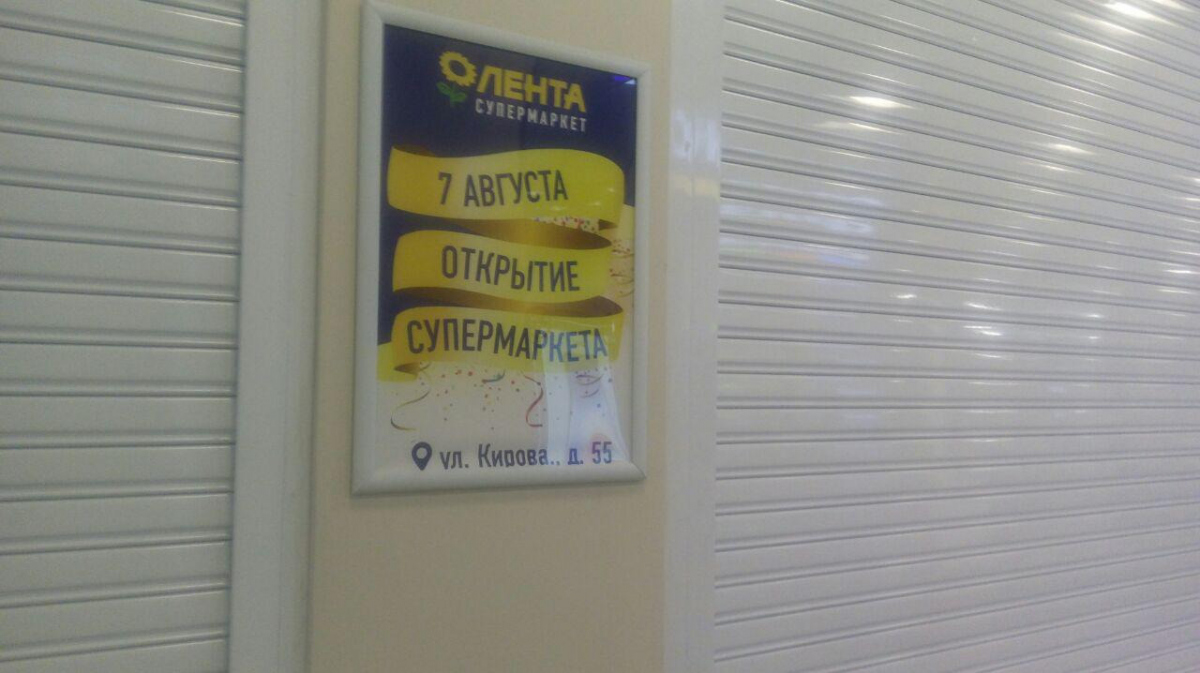 ЛЕНТА
СУПЕРМАРКЕТ
7 АВГУСТА
ОТКРЫТИЕ
СУПЕРМАРКЕТА
ул. Кирова., д. 55